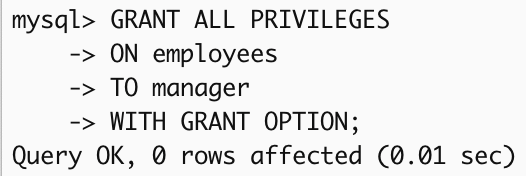 mysql> GRANT ALL PRIVILEGES
    -> ON employees
    -> TO manager
    -> WITH GRANT OPTION;
Query OK, 0 rows affected (0.01 sec)